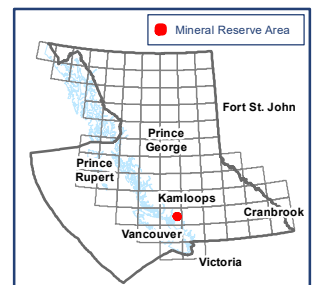 Mineral Reserve Area
Fort St. John
Prince
George
Prince
Rupert
Kamloops
Cranbrook
Vancouver
Victoria